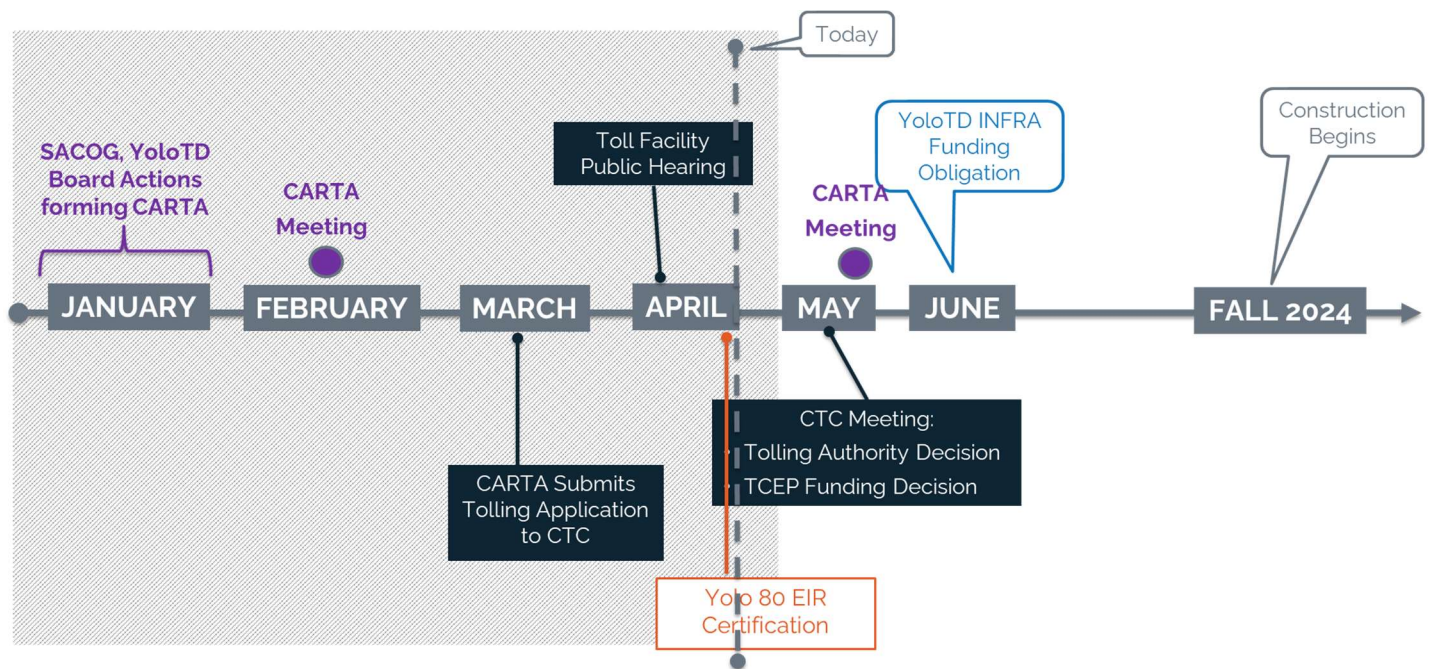 Today
Construction
Begins
YoloTD INFRA
Funding
Obligation
Toll Facility
Public Hearing
SACOG, YoloTD
Board Actions
forming CARTA
CARTA
Meeting
CARTA
Meeting
JANUARY
FEBRUARY
MARCH
APRIL
MAY
JUNE
FALL 2024
CARTA Submits
Tolling Application
to CTC
CTC Meeting:
Tolling Authority Decision
TCEP Funding Decision
Yolo 80 EIR
Certification